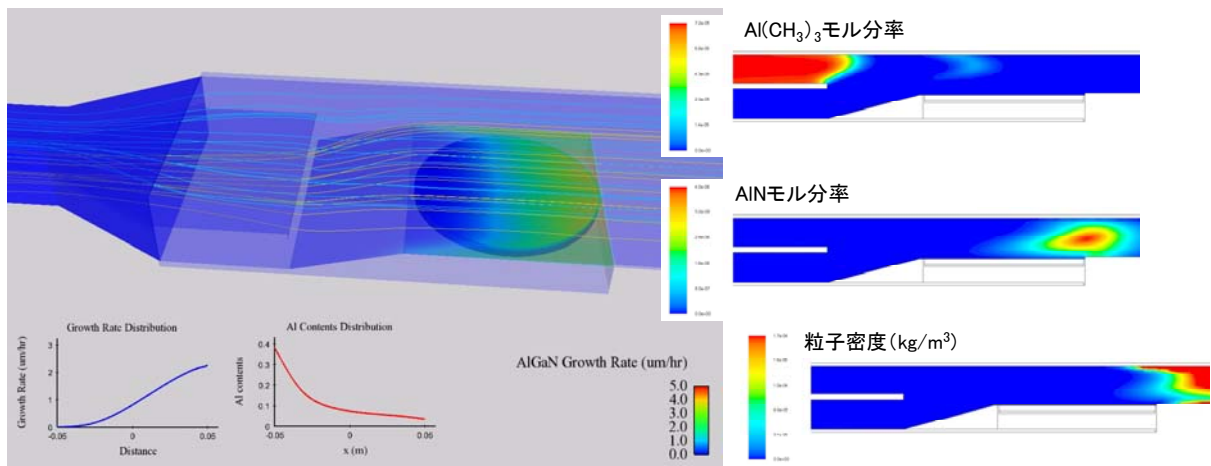 Al(CH3)3モル分率
AlNモル分率
粒子密度(kg/m3)
Growth Rate Distribution
Growth Rate (um/hr)
3
2
1
0
-0.05
0
0.05
Distance
Al Contents Distribution
Al contents
0.4
0.3
0.2
0.1
0
-0.05
0
0.05
x (m)
AlGaN Growth Rate (um/hr)
5.0
4.0
3.0
2.0
1.0
0.0